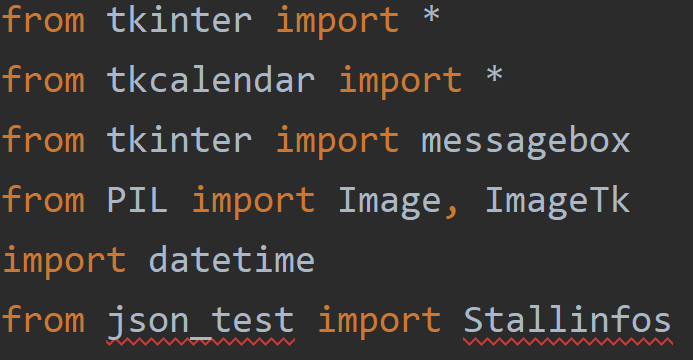 from tkinter import *
from tkcalendar import *
from tkinter import messagebox
from PIL import Image, ImageTk
import datetime
from json_test import Stallinfos